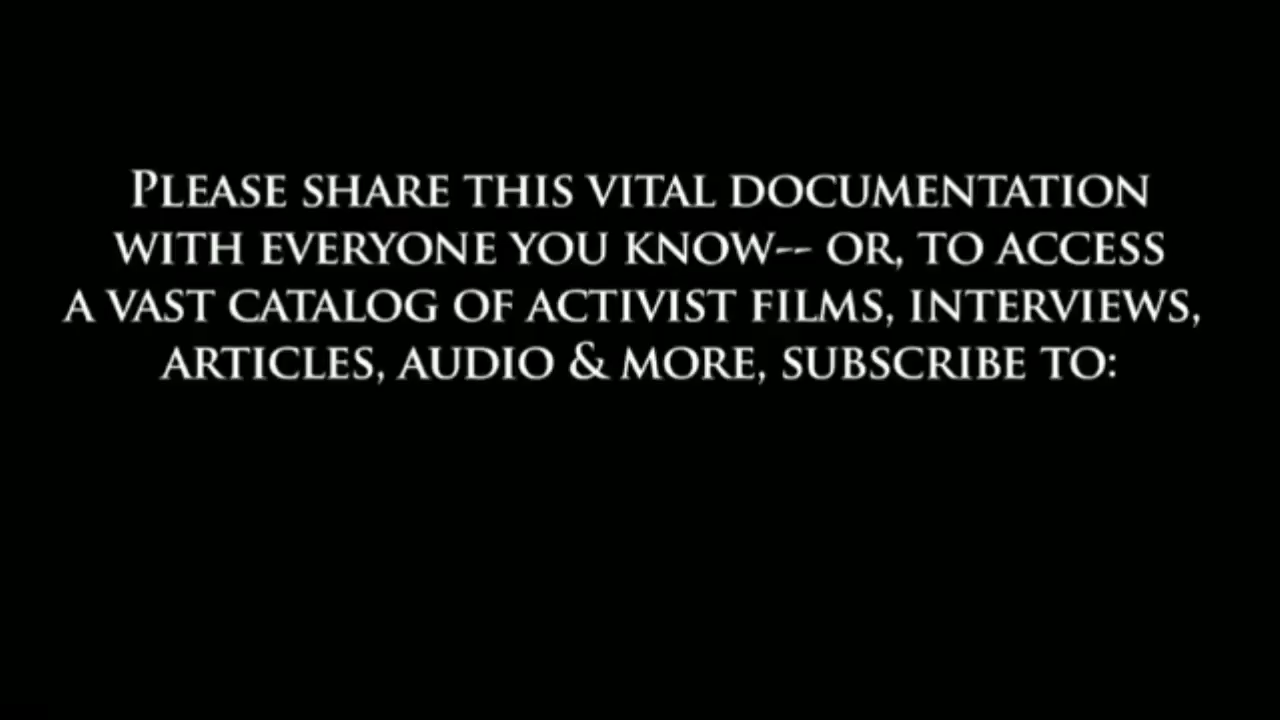 PLEASE SHARE THIS VITAL DOCUMENTATION
WITH EVERYONE YOU KNOW-- OR, TO ACCESS
A VAST CATALOG OF ACTIVIST FILMS, INTERVIEWS,
ARTICLES, AUDIO & MORE, SUBSCRIBE TO: